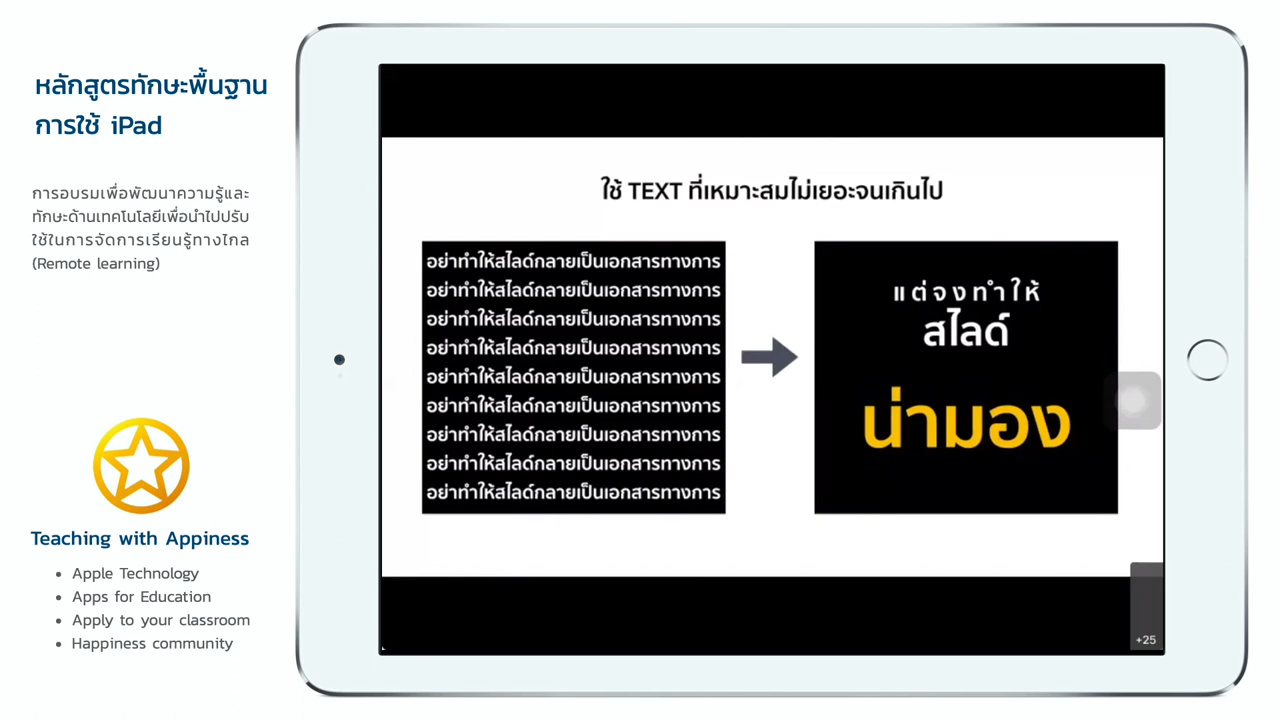 หลักสูตรทักษะพื้นฐาน
การใช้ iPad
การอบรมเพื่อพัฒนาความรู้และ
ทักษะด้านเทคโนโลยีเพื่อนำไปปรับ
ใช้ในการจัดการเรียนรู้ทางไกล
(Remote learning)
Teaching with Appiness
• Apple Technology
• Apps for Education
• Apply to your classroom
• Happiness community
ใช้ TEXT ที่เหมาะสมไม่เยอะจนเกินไป
อย่าทำให้สไลด์กลายเป็นเอกสารทางการ
อย่าทำให้สไลด์กลายเป็นเอกสารทางการ
อย่าทำให้สไลด์กลายเป็นเอกสารทางการ
อย่าทำให้สไลด์กลายเป็นเอกสารทางการ
อย่าทำให้สไลด์กลายเป็นเอกสารทางการ
อย่าทำให้สไลด์กลายเป็นเอกสารทางการ
อย่าทำให้สไลด์กลายเป็นเอกสารทางการ
อย่าทำให้สไลด์กลายเป็นเอกสารทางการ
อย่าทำให้สไลด์กลายเป็นเอกสารทางการ
แต่จงทำให้
สไลด์
น่ามอง
+25